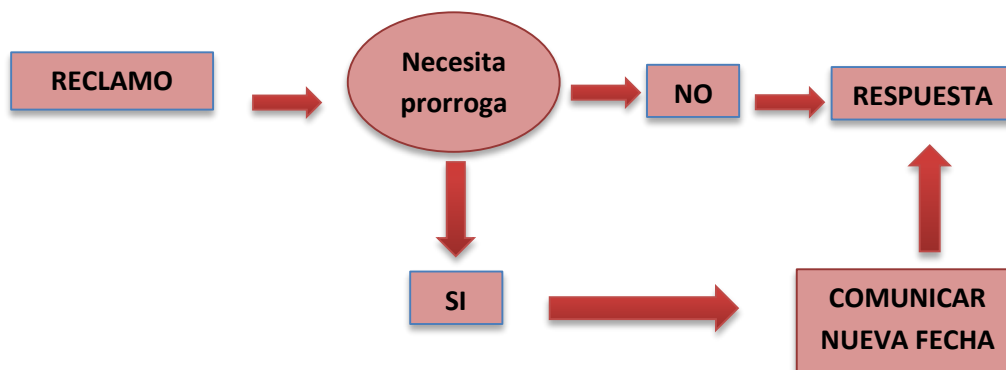 RECLAMO
Necesita
prorroga
NO
RESPUESTA
SI
COMUNICAR
NUEVA FECHA